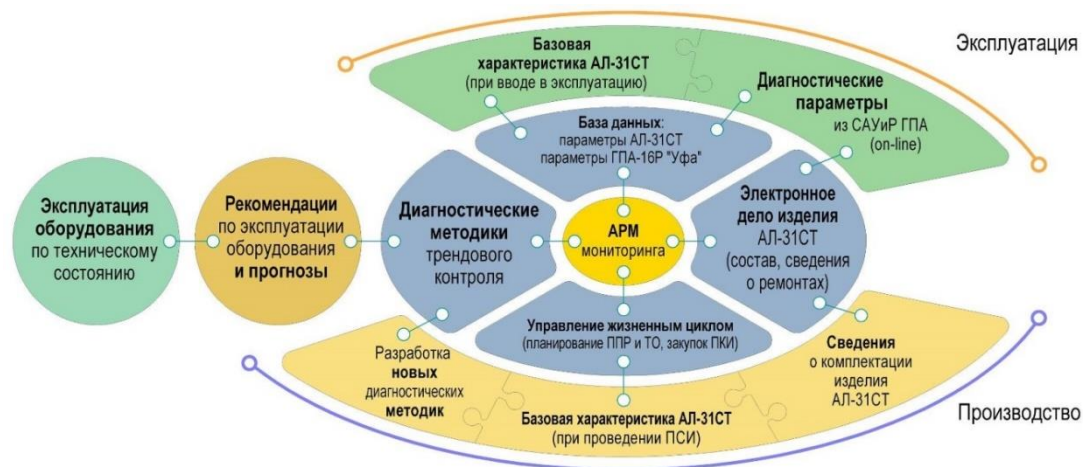 Эксплуатация
Базовая
характеристика АЛ-31СТ
(при вводе в эксплуатацию)
Диагностические
параметры
из САУиР ГПА
(on-line)
База данных:
параметры АЛ-31СТ
параметры ГПА-16Р "Уфа"
Эксплуатация
оборудования
по техническому
состоянию
Рекомендации
по эксплуатации
оборудования
и прогнозы
Диагностические
методики
трендового
контроля
АРМ
мониторинга
Электронное
дело изделия
АЛ-31СТ
(состав, сведения
о ремонтах)
Управление жизненным циклом
(планирование ППР и ТО, закупок ПКИ)
Разработка
новых
диагностических
методик
Базовая характеристика АЛ-31СТ
(при проведении ПСИ)
Сведения
о комплектации
изделия
АЛ-31СТ
Производство